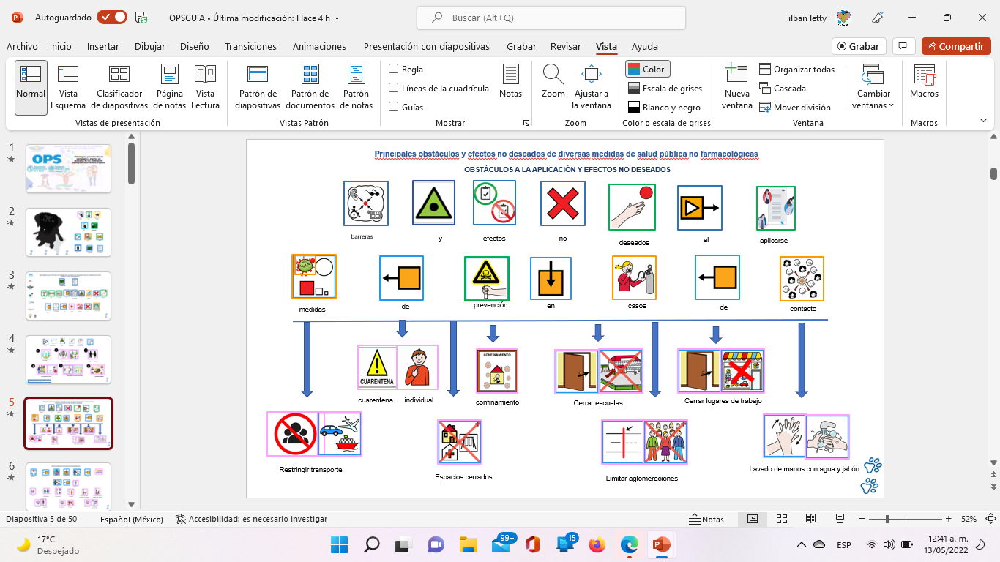 Autoguardado
OPSGUIA • Última modificación: Hace 4 h
Buscar (Alt+Q)
ilban letty
Archivo Inicio Insertar Dibujar Diseño Transiciones Animaciones Presentación con diapositivas Grabar Revisar Vista Ayuda
Grabar
Compartir
Normal
Vista Esquema
Clasificador de diapositivas
Página de notas
Vista Lectura
Vistas de presentación
Patrón de diapositivas
Patrón de documentos
Patrón de notas
Vistas Patrón
Regla
Líneas de la cuadrícula
Guías
Notas
Mostrar
Zoom
Ajustar a la ventana
Zoom
Color
Escala de grises
Blanco y negro
Color o escala de grises
Nueva ventana
Organizar todas
Cascada
Mover división
Cambiar ventanas
Ventana
Macros
Macros
1
OPS
2
3
4
5
6
Principales obstáculos y efectos no deseados de diversas medidas de salud pública no farmacológicas
OBSTÁCULOS A LA APLICACIÓN Y EFECTOS NO DESEADOS
barreras y efectos no deseados al aplicarse
medidas de prevención en casos de contacto
CUARENTENA
CONFINAMIENTO
cuarentena individual confinamiento Cerrar escuelas Cerrar lugares de trabajo
Restringir transporte Espacios cerrados Limitar aglomeraciones Lavado de manos con agua y jabón
Diapositiva 5 de 50 Español (México) Accesibilidad: es necesario investigar
Notas
52%
17°C
Despejado
99+
15
ESP
12:41 a. m.
13/05/2022